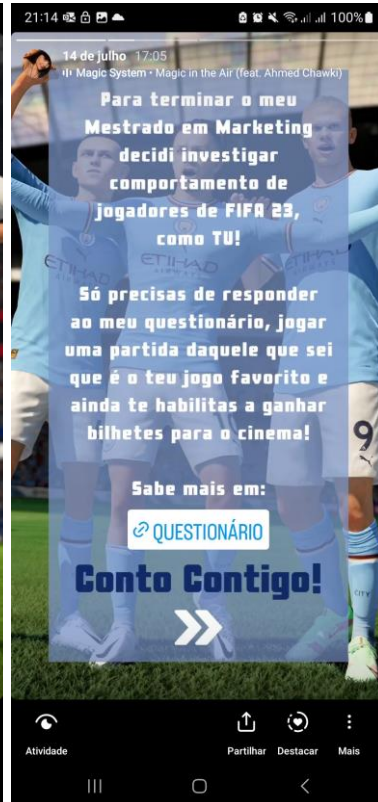 21:14
100%
14 de julho 17:05
Magic System • Magic in the Air (feat. Ahmed Chawki)
Para terminar o meu
Mestrado em Marketing
decidi investigar
comportamento de
jogadores de FIFA 23,
como TU!
ETIHAD
AIRWAYS
Só precisas de responder
ao meu questionário, jogar
uma partida daquele que sei
que é o teu jogo favorito e
ainda te habilitas a ganhar
bilhetes para o cinema!
9
Sabe mais em:
QUESTIONÁRIO
Conto Contigo!
CITY
Atividade
Partilhar
Destacar
Mais